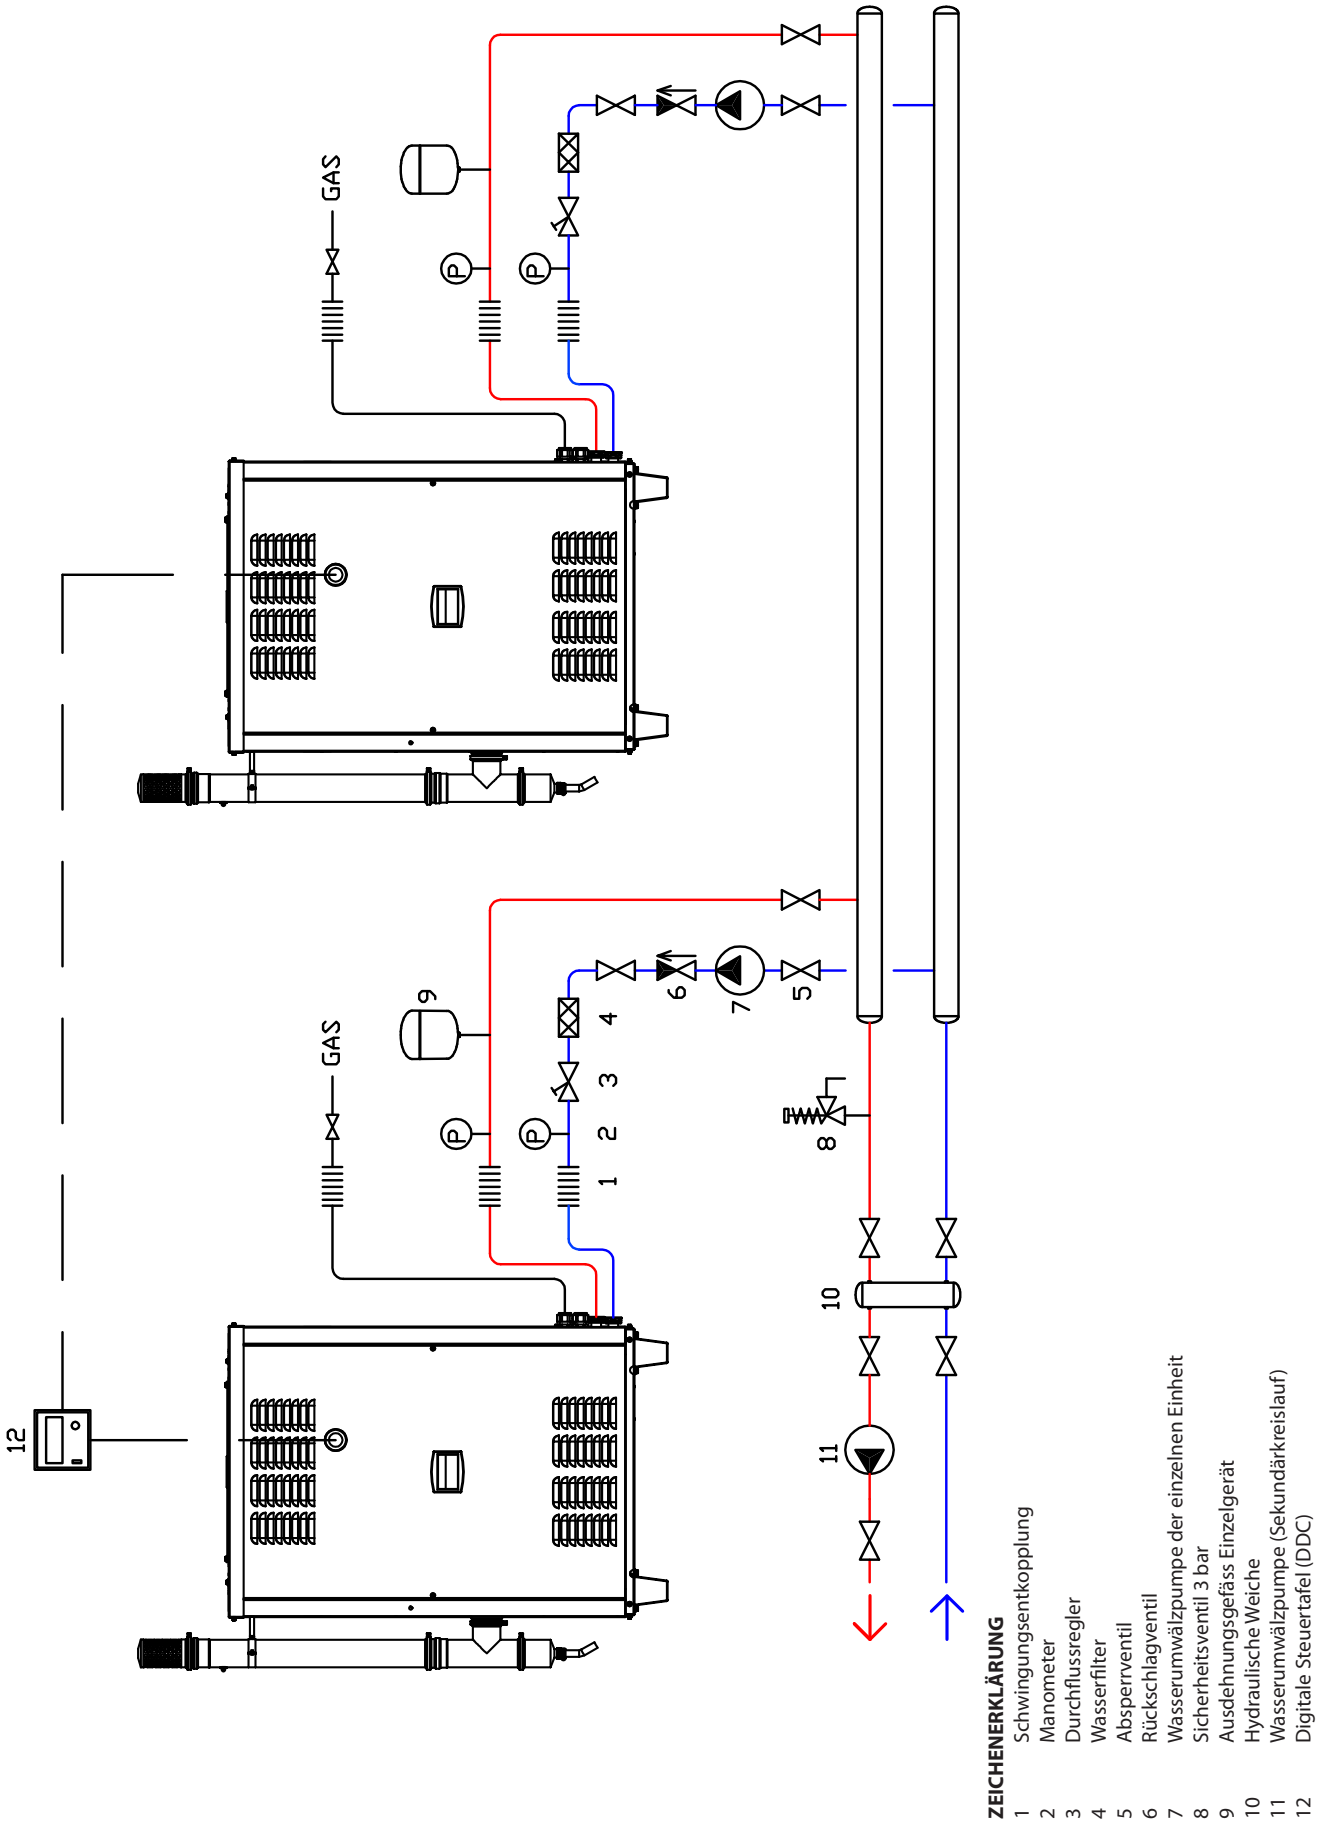 12
GAS
P
P
9
1
2
3
4
6
7
5
GAS
P
P
8
10
11
ZEICHENERKLÄRUNG
1 Schwingungsentkopplung
2 Manometer
3 Durchflussregler
4 Wasserfilter
5 Absperrventil
6 Rückschlagventil
7 Wasserumwälzpumpe der einzelnen Einheit
8 Sicherheitsventil 3 bar
9 Ausdehnungsgefäss Einzelgerät
10 Hydraulische Weiche
11 Wasserumwälzpumpe (Sekundärkreislauf)
12 Digitale Steuertafel (DDC)